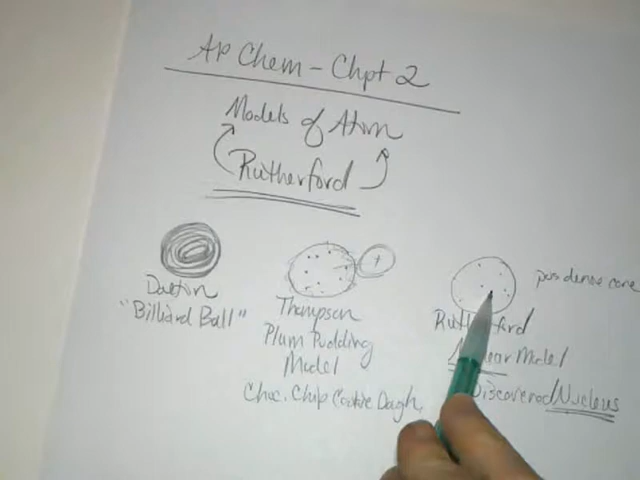 AP Chem - Chpt 2
Models of Atom
Rutherford
Dalton
"Billiard Ball"
Thompson
Plum Pudding
Model
Choc. Chip Cookie Dough
+
pos dense core
Model
Discovered Nucleus